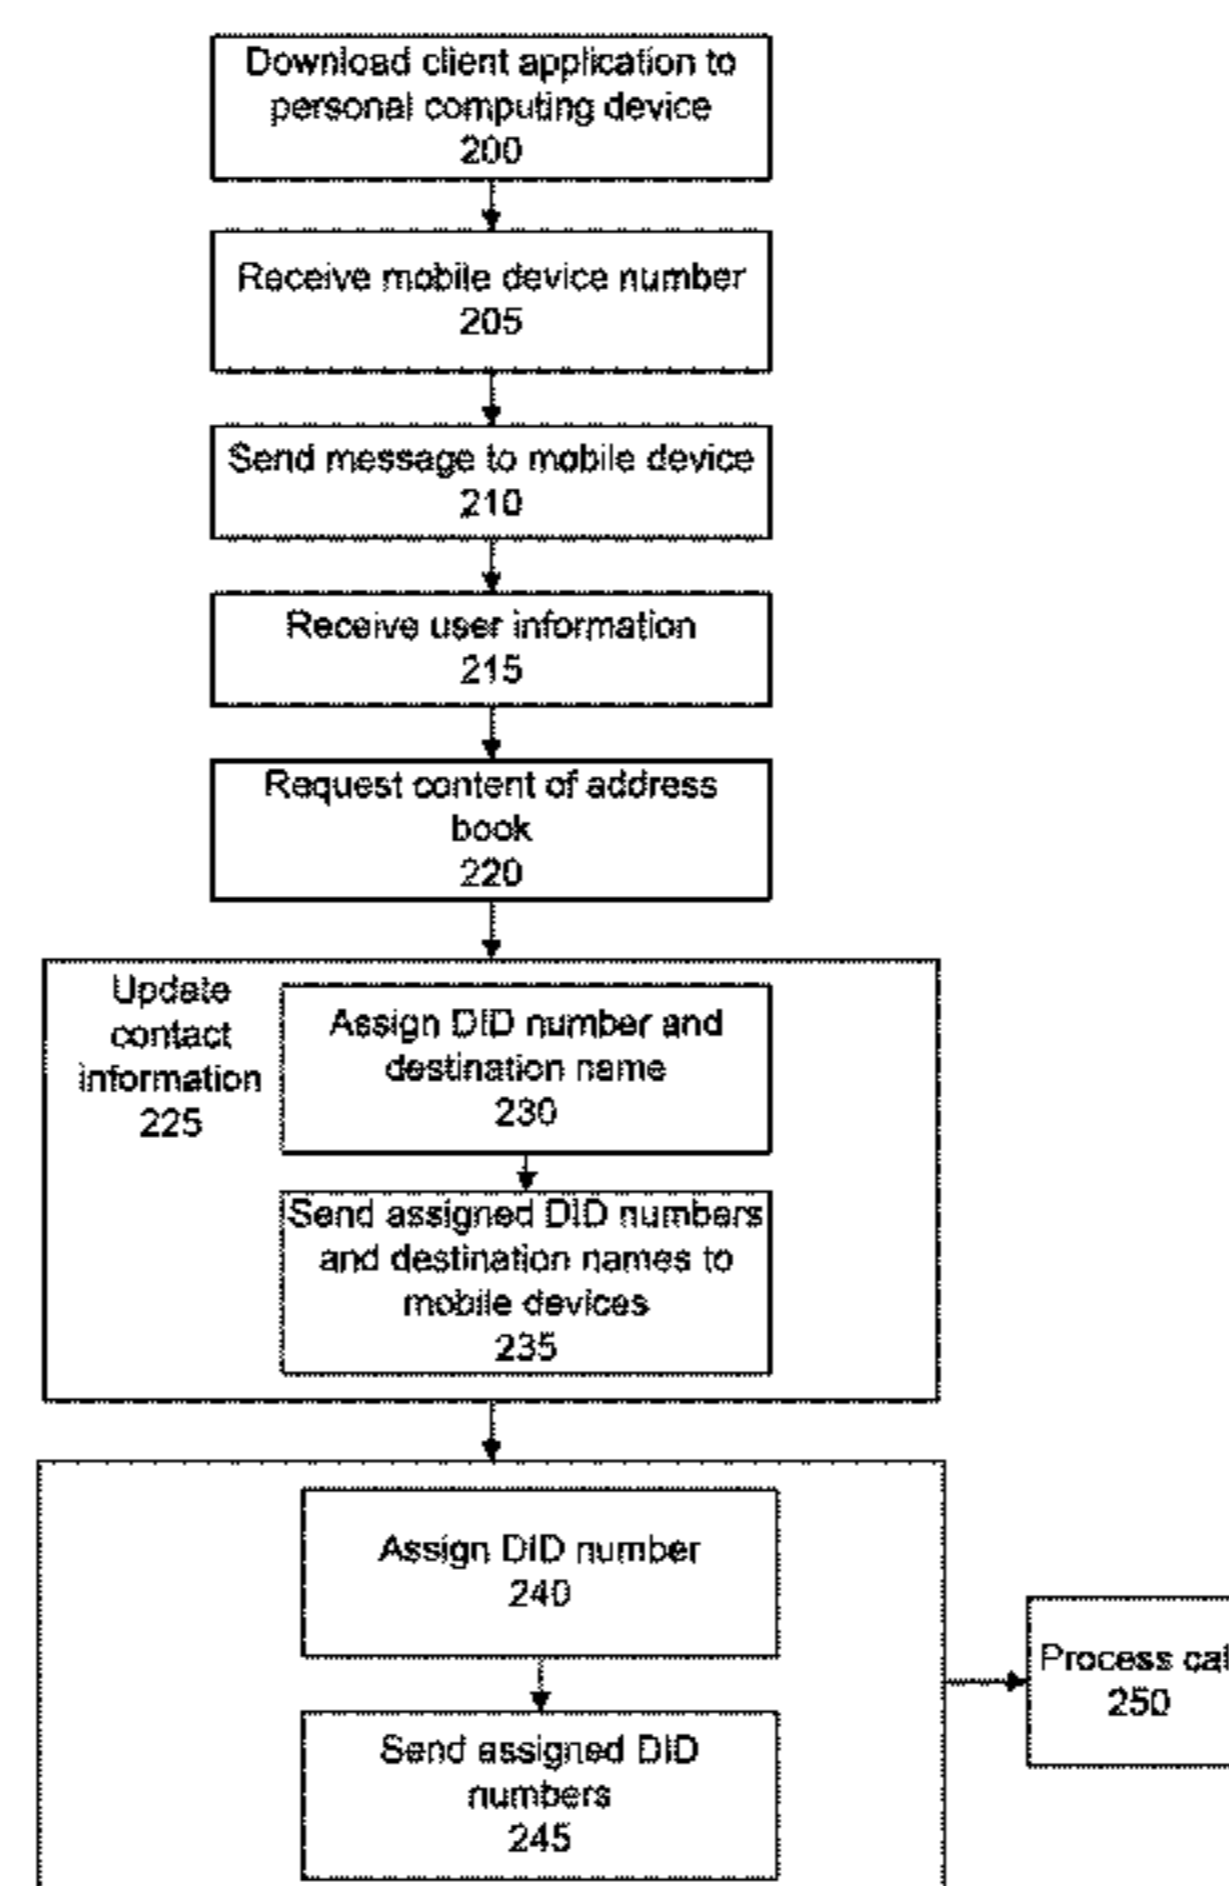 Download client application to
personal computing device
200
Receive mobile device number
205
Send message to mobile device
210
Receive user information
215
Request content of address
book
220
Update
contact
information
225
Assign DID number and
destination name
230
Send assigned DID numbers
and destination names to
mobile devices
235
Assign DID number
240
Send assigned DID
numbers
245
Process
250